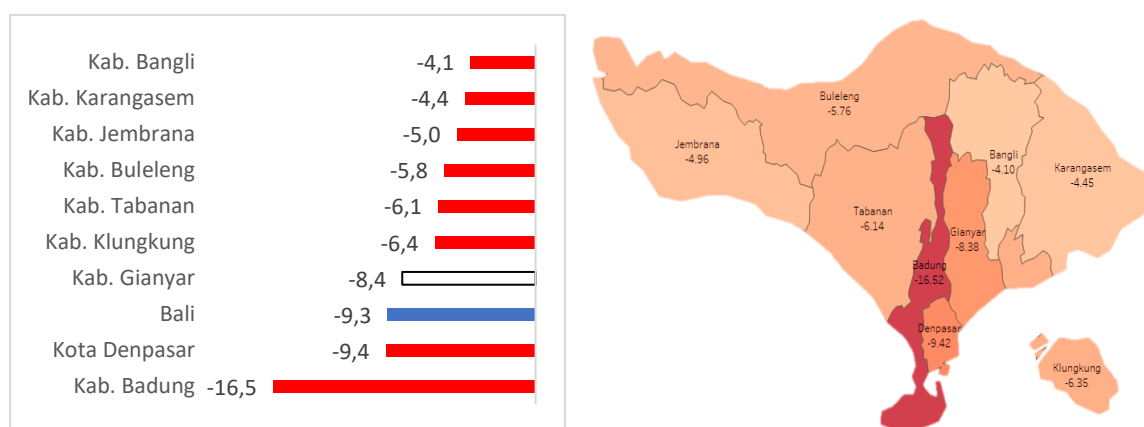 Kab. Bangli -4,1
Kab. Karangasem -4,4
Kab. Jembrana -5,0
Kab. Buleleng -5,8
Kab. Tabanan -6,1
Kab. Klungkung -6,4
Kab. Gianyar -8,4
Bali -9,3
Kota Denpasar -9,4
Kab. Badung -16,5
Buleleng
-5.76
Jembrana
-4.96
Bangli
-4.10
Karangasem
-4.45
Tabanan
-6.14
Gianyar
-8.38
Badung
-16.52
Denpasar
-9.42
Klungkung
-6.35